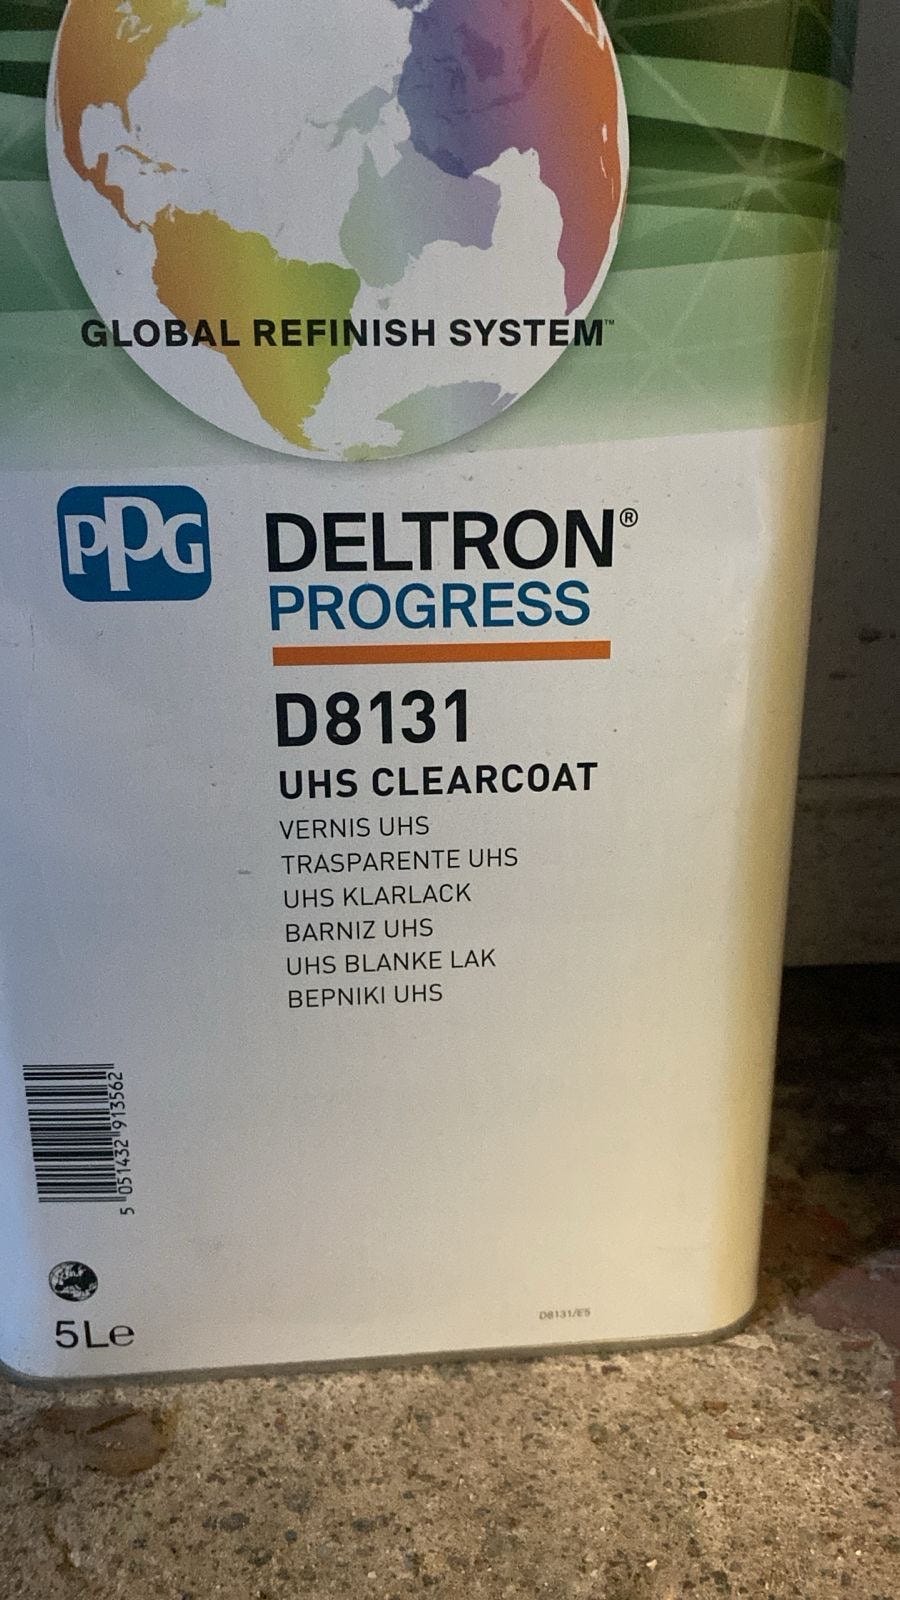 GLOBAL REFINISH SYSTEM™
PPG
DELTRON®
PROGRESS
D8131
UHS CLEARCOAT
VERNIS UHS
TRASPARENTE UHS
UHS KLARLACK
BARNIZ UHS
UHS BLANKE LAK
BEPNIKI UHS
5 051432 913562
5Le
D8131/E5